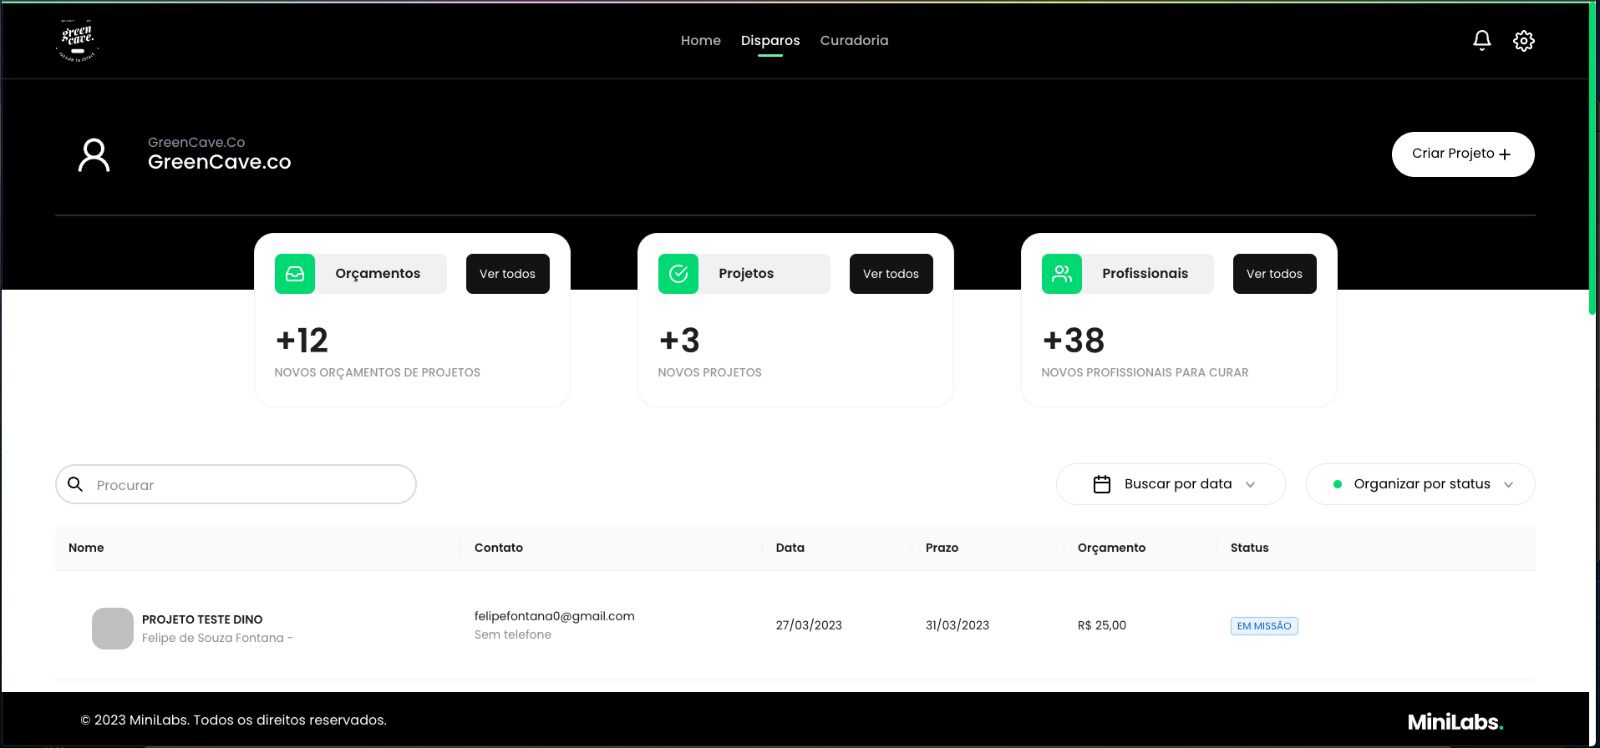 green
cave.
Home Disparos Curadoria
GreenCave.Co
GreenCave.co
Criar Projeto +
Orçamentos Ver todos
+12
NOVOS ORÇAMENTOS DE PROJETOS
Projetos Ver todos
+3
NOVOS PROJETOS
Profissionais Ver todos
+38
NOVOS PROFISSIONAIS PARA CURAR
Procurar
Buscar por data
Organizar por status
Nome Contato Data Prazo Orçamento Status
PROJETO TESTE DINO
Felipe de Souza Fontana -
felipefontana0@gmail.com
Sem telefone
27/03/2023
31/03/2023
R$ 25,00
EM MISSÃO
© 2023 MiniLabs. Todos os direitos reservados.
MiniLabs.